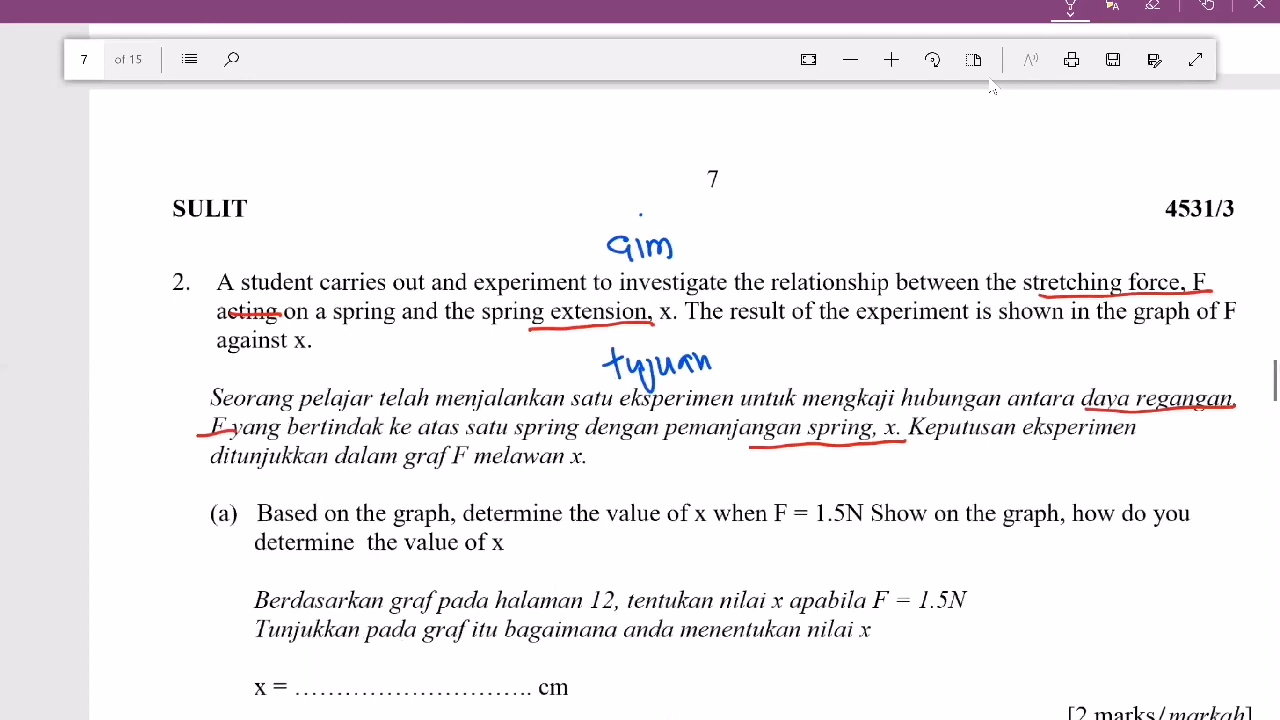 7 of 15
7
SULIT 4531/3
aim
2. A student carries out and experiment to investigate the relationship between the stretching force, F
acting on a spring and the spring extension, x. The result of the experiment is shown in the graph of F
against x.
tujuan
Seorang pelajar telah menjalankan satu eksperimen untuk mengkaji hubungan antara daya regangan,
F yang bertindak ke atas satu spring dengan pemanjangan spring, x. Keputusan eksperimen
ditunjukkan dalam graf F melawan x.
(a) Based on the graph, determine the value of x when F = 1.5N Show on the graph, how do you
determine the value of x
Berdasarkan graf pada halaman 12, tentukan nilai x apabila F = 1.5N
Tunjukkan pada graf itu bagaimana anda menentukan nilai x
x = ………………………. cm
[2 marks/markah]